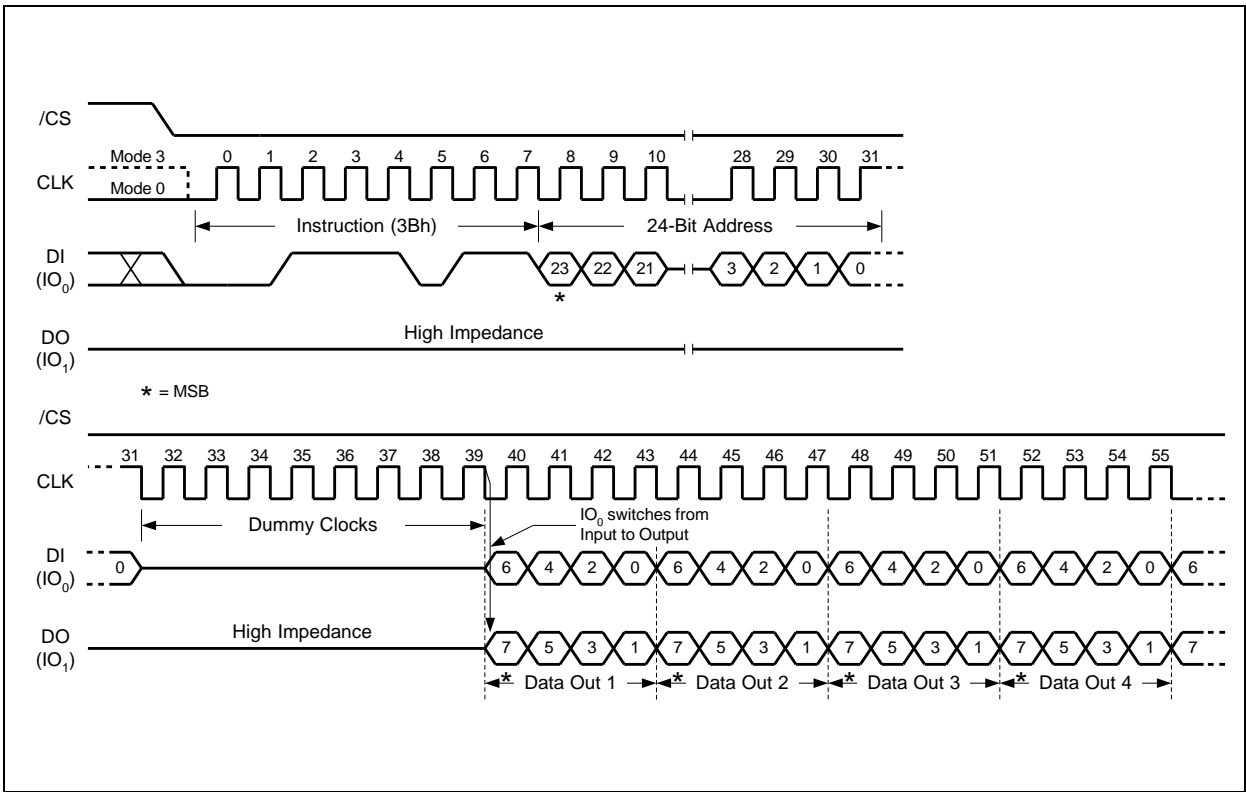 /CS
Mode 3 0 1 2 3 4 5 6 7 8 9 10 28 29 30 31
CLK
Mode 0
Instruction (3Bh) 24-Bit Address
DI
(IO0) 23 22 21 3 2 1 0
*
DO High Impedance
(IO1)
* = MSB
/CS
31 32 33 34 35 36 37 38 39 40 41 42 43 44 45 46 47 48 49 50 51 52 53 54 55
CLK
Dummy Clocks
IO0 switches from
Input to Output
DI
(IO0) 0 6 4 2 0 6 4 2 0 6 4 2 0 6 4 2 0 6
DO High Impedance
(IO1) 7 5 3 1 7 5 3 1 7 5 3 1 7 5 3 1 7
* Data Out 1 * Data Out 2 * Data Out 3 * Data Out 4